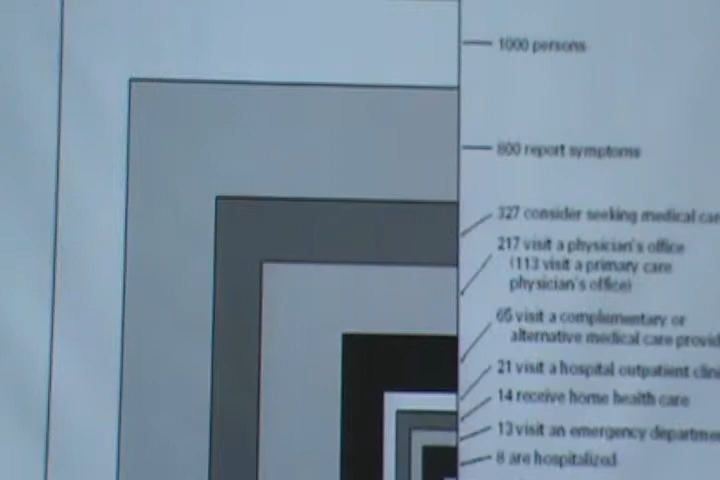 1000 persons
800 report symptoms
327 consider seeking medical
217 visit a physician's office
(113 visit a primary care
physician's office)
65 visit a complementary or
alternative medical care
21 visit a hospital outpatient
14 receive home health care
13 visit an emergency
8 are hospitalized